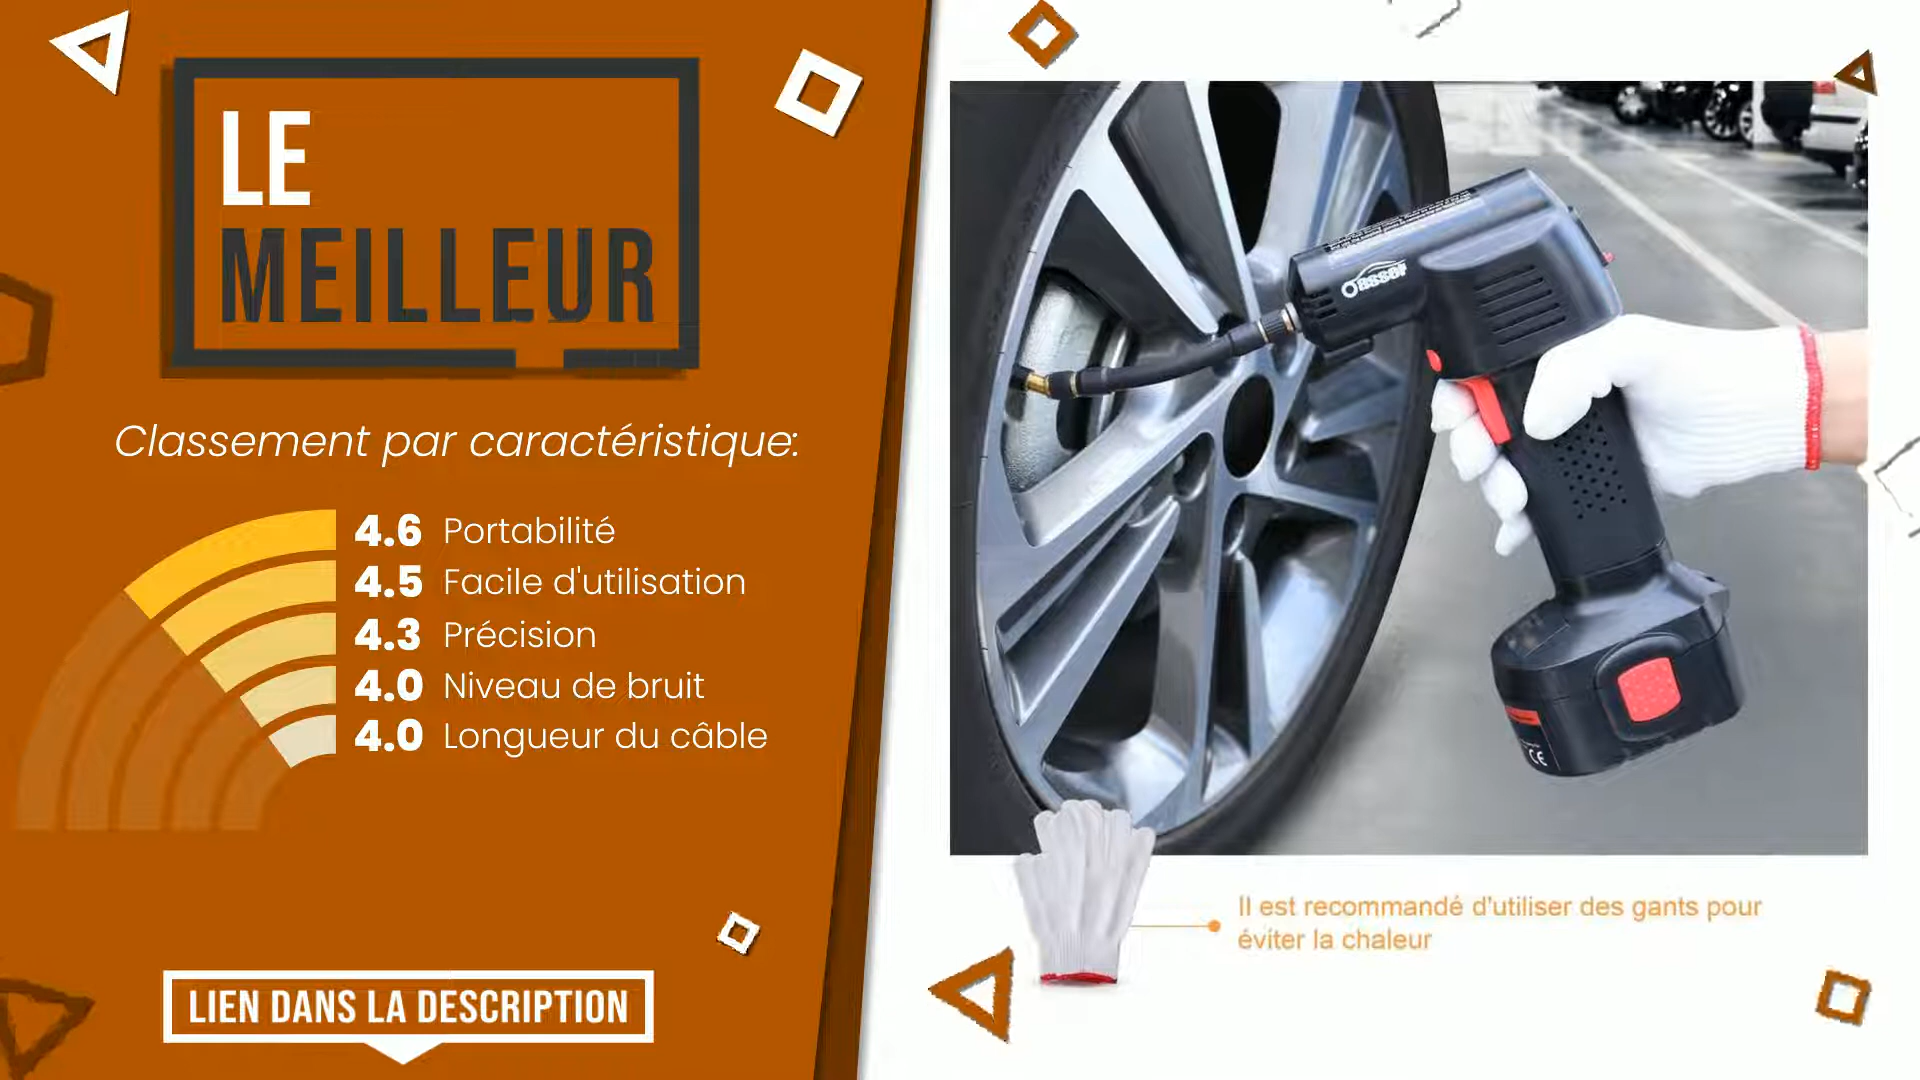 LE
MEILLEUR
Classement par caractéristique:
4.6 Portabilité
4.5 Facile d'utilisation
4.3 Précision
4.0 Niveau de bruit
4.0 Longueur du câble
LIEN DANS LA DESCRIPTION
Oasser
CE
Il est recommandé d'utiliser des gants pour
éviter la chaleur